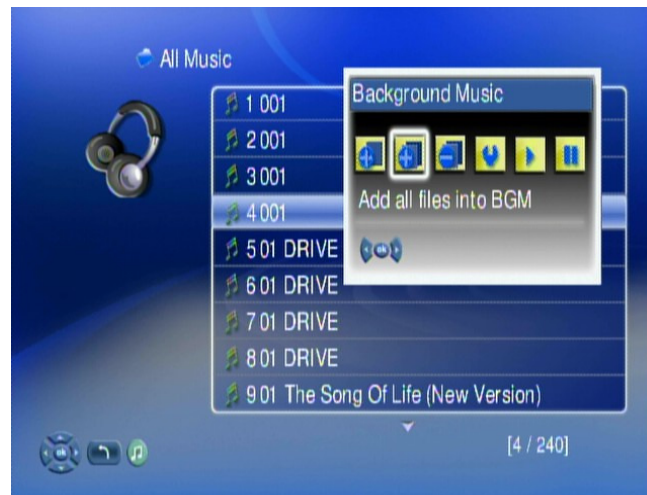 All Music
1 001
2 001
3 001
4 001
5 01 DRIVE
6 01 DRIVE
7 01 DRIVE
8 01 DRIVE
9 01 The Song Of Life (New Version)
Background Music
Add all files into BGM
ok
ok
[4 / 240]